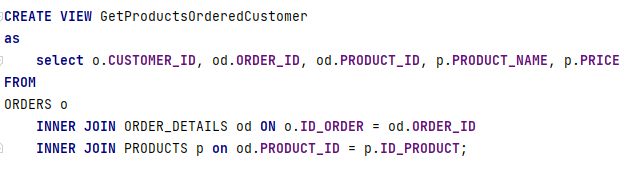 CREATE VIEW GetProductsOrderedCustomer
as
select o.CUSTOMER_ID, od.ORDER_ID, od.PRODUCT_ID, p.PRODUCT_NAME, p.PRICE
FROM
ORDERS o
INNER JOIN ORDER_DETAILS od ON o.ID_ORDER = od.ORDER_ID
INNER JOIN PRODUCTS p on od.PRODUCT_ID = p.ID_PRODUCT;